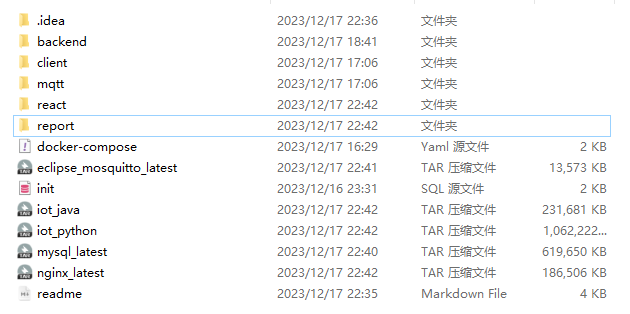 .idea 2023/12/17 22:36 文件夹
backend 2023/12/17 18:41 文件夹
client 2023/12/17 17:06 文件夹
mqtt 2023/12/17 17:06 文件夹
react 2023/12/17 22:42 文件夹
report 2023/12/17 22:42 文件夹
docker-compose 2023/12/17 16:29 Yaml 源文件 2 KB
eclipse_mosquitto_latest 2023/12/17 22:41 TAR 压缩文件 13,573 KB
init 2023/12/16 23:31 SQL 源文件 2 KB
iot_java 2023/12/17 22:42 TAR 压缩文件 231,681 KB
iot_python 2023/12/17 22:42 TAR 压缩文件 1,062,222...
mysql_latest 2023/12/17 22:40 TAR 压缩文件 619,650 KB
nginx_latest 2023/12/17 22:42 TAR 压缩文件 186,506 KB
readme 2023/12/17 22:35 Markdown File 4 KB